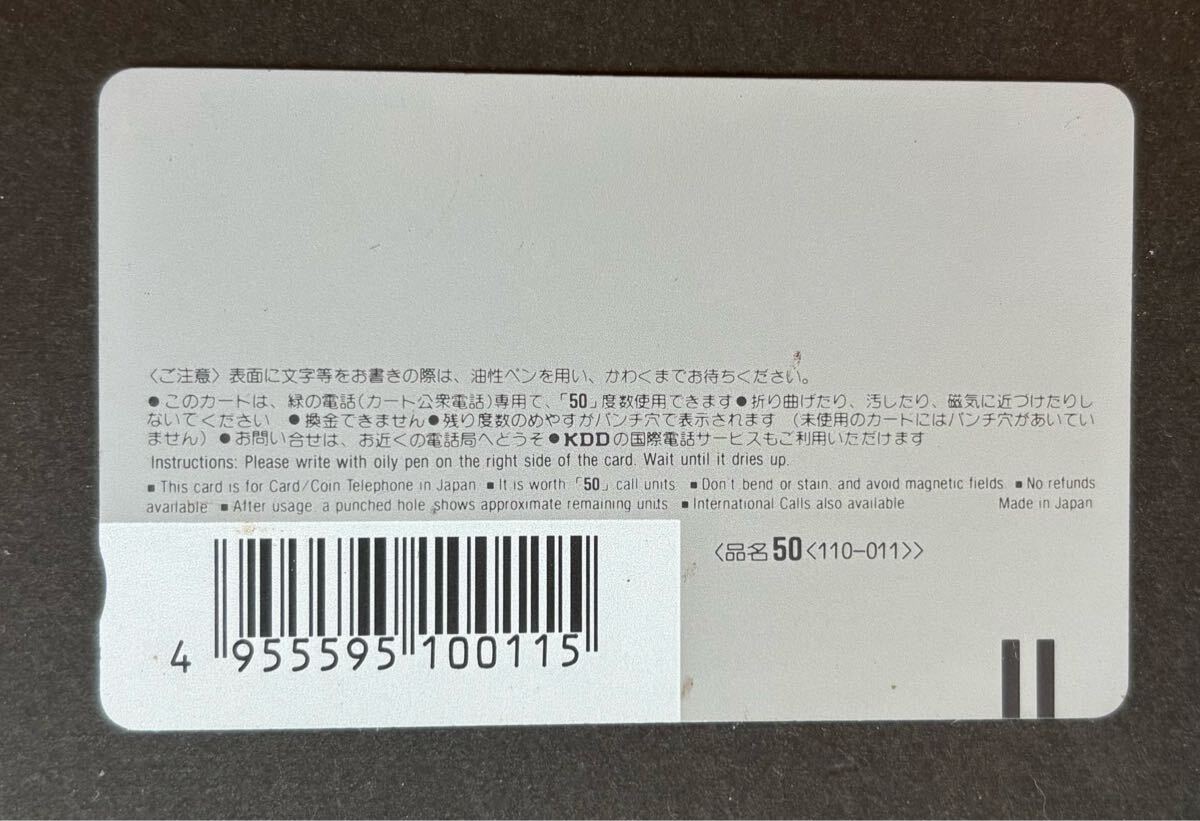 〈ご注意〉表面に文字等をお書きの際は、油性ペンを用い、かわくまでお待ちください。
●このカードは、緑の電話(カード公衆電話)専用で、「50」度数使用できます●折り曲げたり、汚したり、磁気に近づけたりし
ないでください ●換金できません●残り度数のめやすがパンチ穴で表示されます (未使用のカードにはパンチ穴があいてい
ません) ●お問い合せは、お近くの電話局へどうぞ●KDDの国際電話サービスもご利用いただけます
Instructions: Please write with oily pen on the right side of the card. Wait until it dries up.
■ This card is for Card/Coin Telephone in Japan ■ It is worth「50」call units ■ Don't bend or stain, and avoid magnetic fields ■ No refunds
available ■ After usage, a punched hole shows approximate remaining units ■ International Calls also available Made in Japan
〈品名50<110-011>〉
4 955595 100115